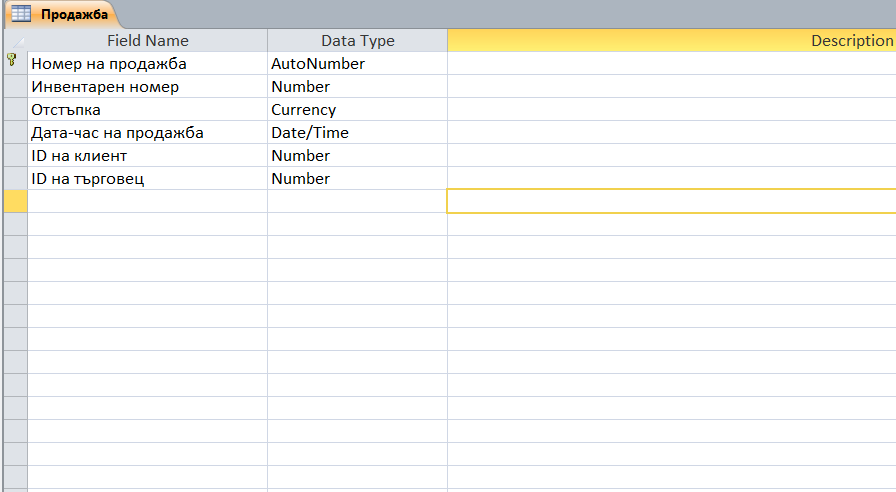 Продажба
Field Name Data Type Description
Номер на продажба AutoNumber
Инвентарен номер Number
Отстъпка Currency
Дата-час на продажба Date/Time
ID на клиент Number
ID на търговец Number